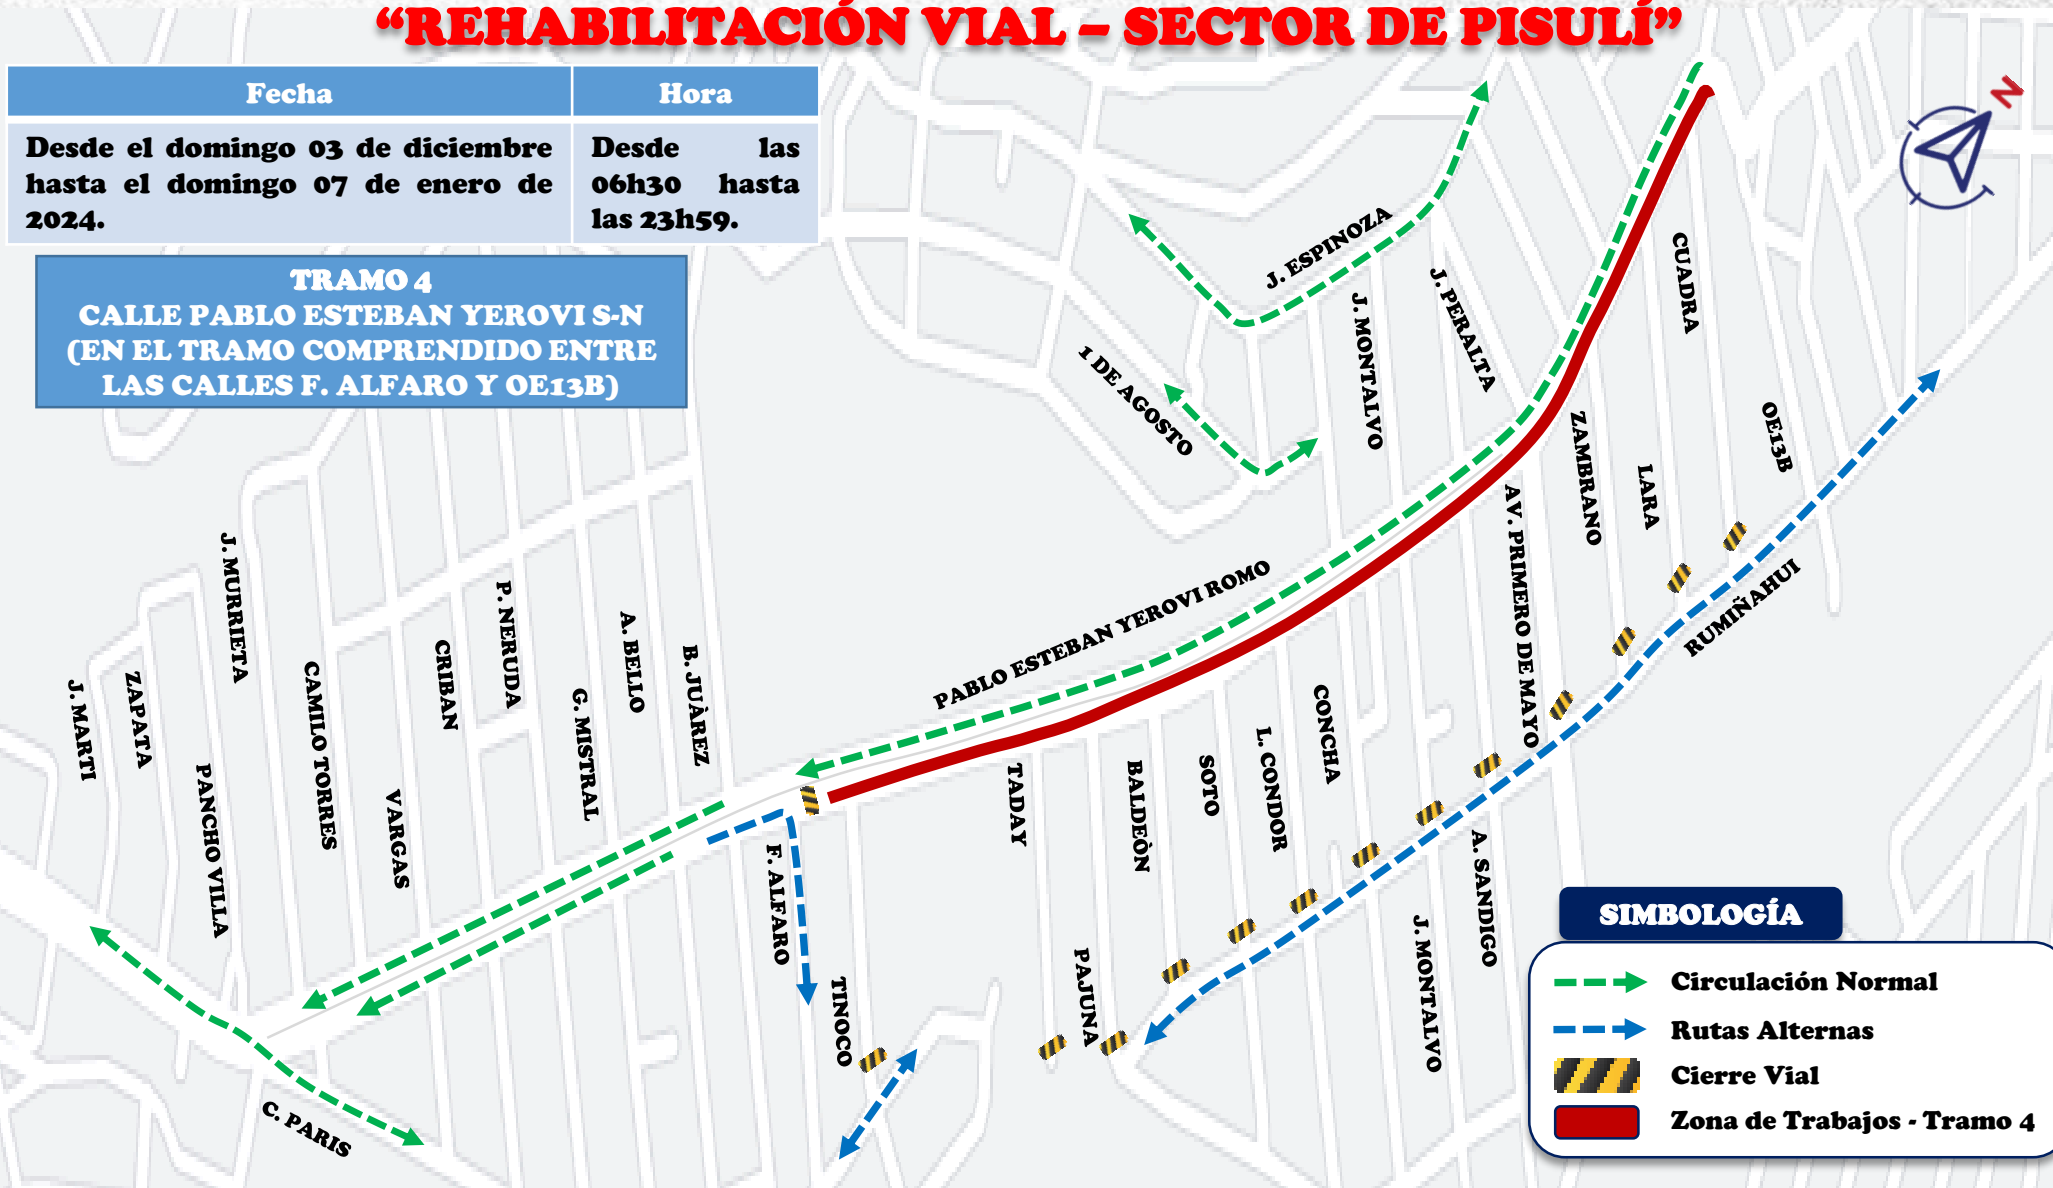 “REHABILITACIÓN VIAL – SECTOR DE PISULÍ”
Fecha
Hora
Desde el domingo 03 de diciembre
hasta el domingo 07 de enero de
2024.
Desde las
06h30 hasta
las 23h59.
TRAMO 4
CALLE PABLO ESTEBAN YEROVI S-N
(EN EL TRAMO COMPRENDIDO ENTRE
LAS CALLES F. ALFARO Y OE13B)
N
J. ESPINOZA
1 DE AGOSTO
J. MONTALVO
J. PERALTA
CUADRA
ZAMBRANO
LARA
OE13B
AV. PRIMERO DE MAYO
RUMIÑAHUI
PABLO ESTEBAN YEROVI ROMO
J. MARTI
ZAPATA
J. MURRIETA
PANCHO VILLA
CAMILO TORRES
VARGAS
CRIBAN
P. NERUDA
G. MISTRAL
A. BELLO
B. JUÀREZ
F. ALFARO
TINOCO
TADAY
PAJUNA
BALDEÒN
SOTO
L. CONDOR
CONCHA
J. MONTALVO
A. SANDIGO
C. PARIS
SIMBOLOGÍA
Circulación Normal
Rutas Alternas
Cierre Vial
Zona de Trabajos - Tramo 4